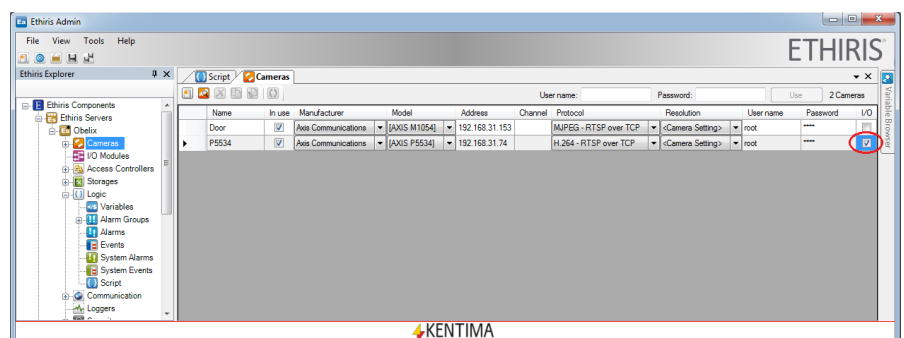 Ethiris Admin
File View Tools Help
ETHIRIS
Ethiris Explorer
Script Cameras
User name: Password: Use 2 Cameras
Variable Browser
Name In use Manufacturer Model Address Channel Protocol Resolution User name Password I/O
Door Axis Communications [AXIS M1054] 192.168.31.153 MJPEG - RTSP over TCP <Camera Setting> root ****
P5534 Axis Communications [AXIS P5534] 192.168.31.74 H.264 - RTSP over TCP <Camera Setting> root ****
Ethiris Components
Ethiris Servers
Obelix
Cameras
I/O Modules
Access Controllers
Storages
Logic
Variables
Alarm Groups
Alarms
Events
System Alarms
System Events
Script
Communication
Loggers
KENTIMA